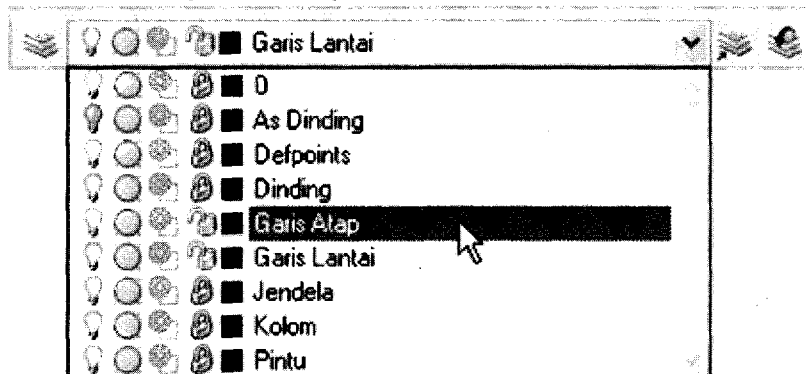 Garis Lantai
0
As Dinding
Defpoints
Dinding
Garis Atap
Garis Lantai
Jendela
Kolom
Pintu